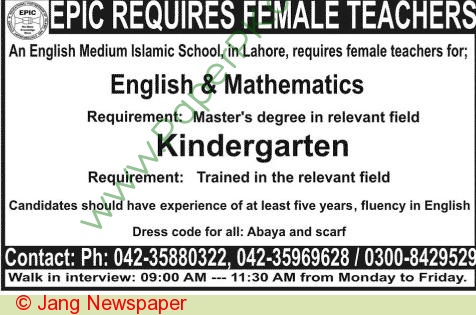 EPIC
EPIC REQUIRES FEMALE TEACHERS
An English Medium Islamic School, in Lahore, requires female teachers for;
English & Mathematics
Requirement: Master's degree in relevant field
Kindergarten
Requirement: Trained in the relevant field
Candidates should have experience of at least five years, fluency in English
Dress code for all: Abaya and scarf
Contact: Ph: 042-35880322, 042-35969628 / 0300-8429529
Walk in interview: 09:00 AM --- 11:30 AM from Monday to Friday.
© Jang Newspaper